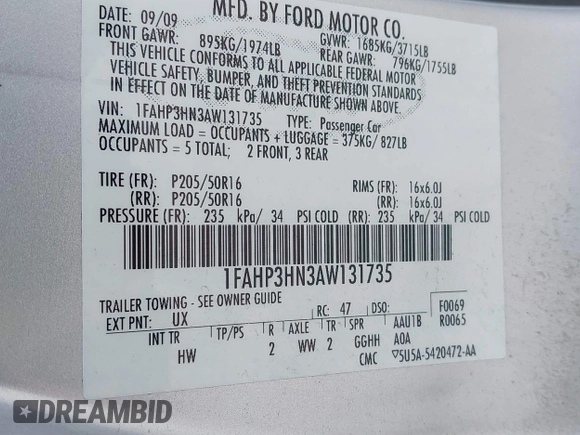 MFD. BY FORD MOTOR CO.
DATE: 09/09
GVWR: 1685KG/3715LB
FRONT GAWR: 895KG/1974LB
REAR GAWR: 796KG/1755LB
THIS VEHICLE CONFORMS TO ALL APPLICABLE FEDERAL MOTOR
VEHICLE SAFETY, BUMPER, AND THEFT PREVENTION STANDARDS
IN EFFECT ON THE DATE OF MANUFACTURE SHOWN ABOVE.
VIN: 1FAHP3HN3AW131735 TYPE: Passenger Car
MAXIMUM LOAD = OCCUPANTS + LUGGAGE = 375KG/ 827LB
OCCUPANTS = 5 TOTAL; 2 FRONT, 3 REAR
TIRE (FR): P205/50R16 RIMS (FR): 16x6.0J
(RR): P205/50R16 (RR): 16x6.0J
PRESSURE (FR): 235 kPa/ 34 PSI COLD (RR): 235 kPa/ 34 PSI COLD
1FAHP3HN3AW131735
TRAILER TOWING - SEE OWNER GUIDE
EXT PNT: UX RC: 47 DSO: F0069
R0065
INT TR TP/PS R AXLE TR SPR AAU1B
HW 2 WW 2 GGHH A0A
CMC ▽5U5A-5420472-AA
DREAMBID